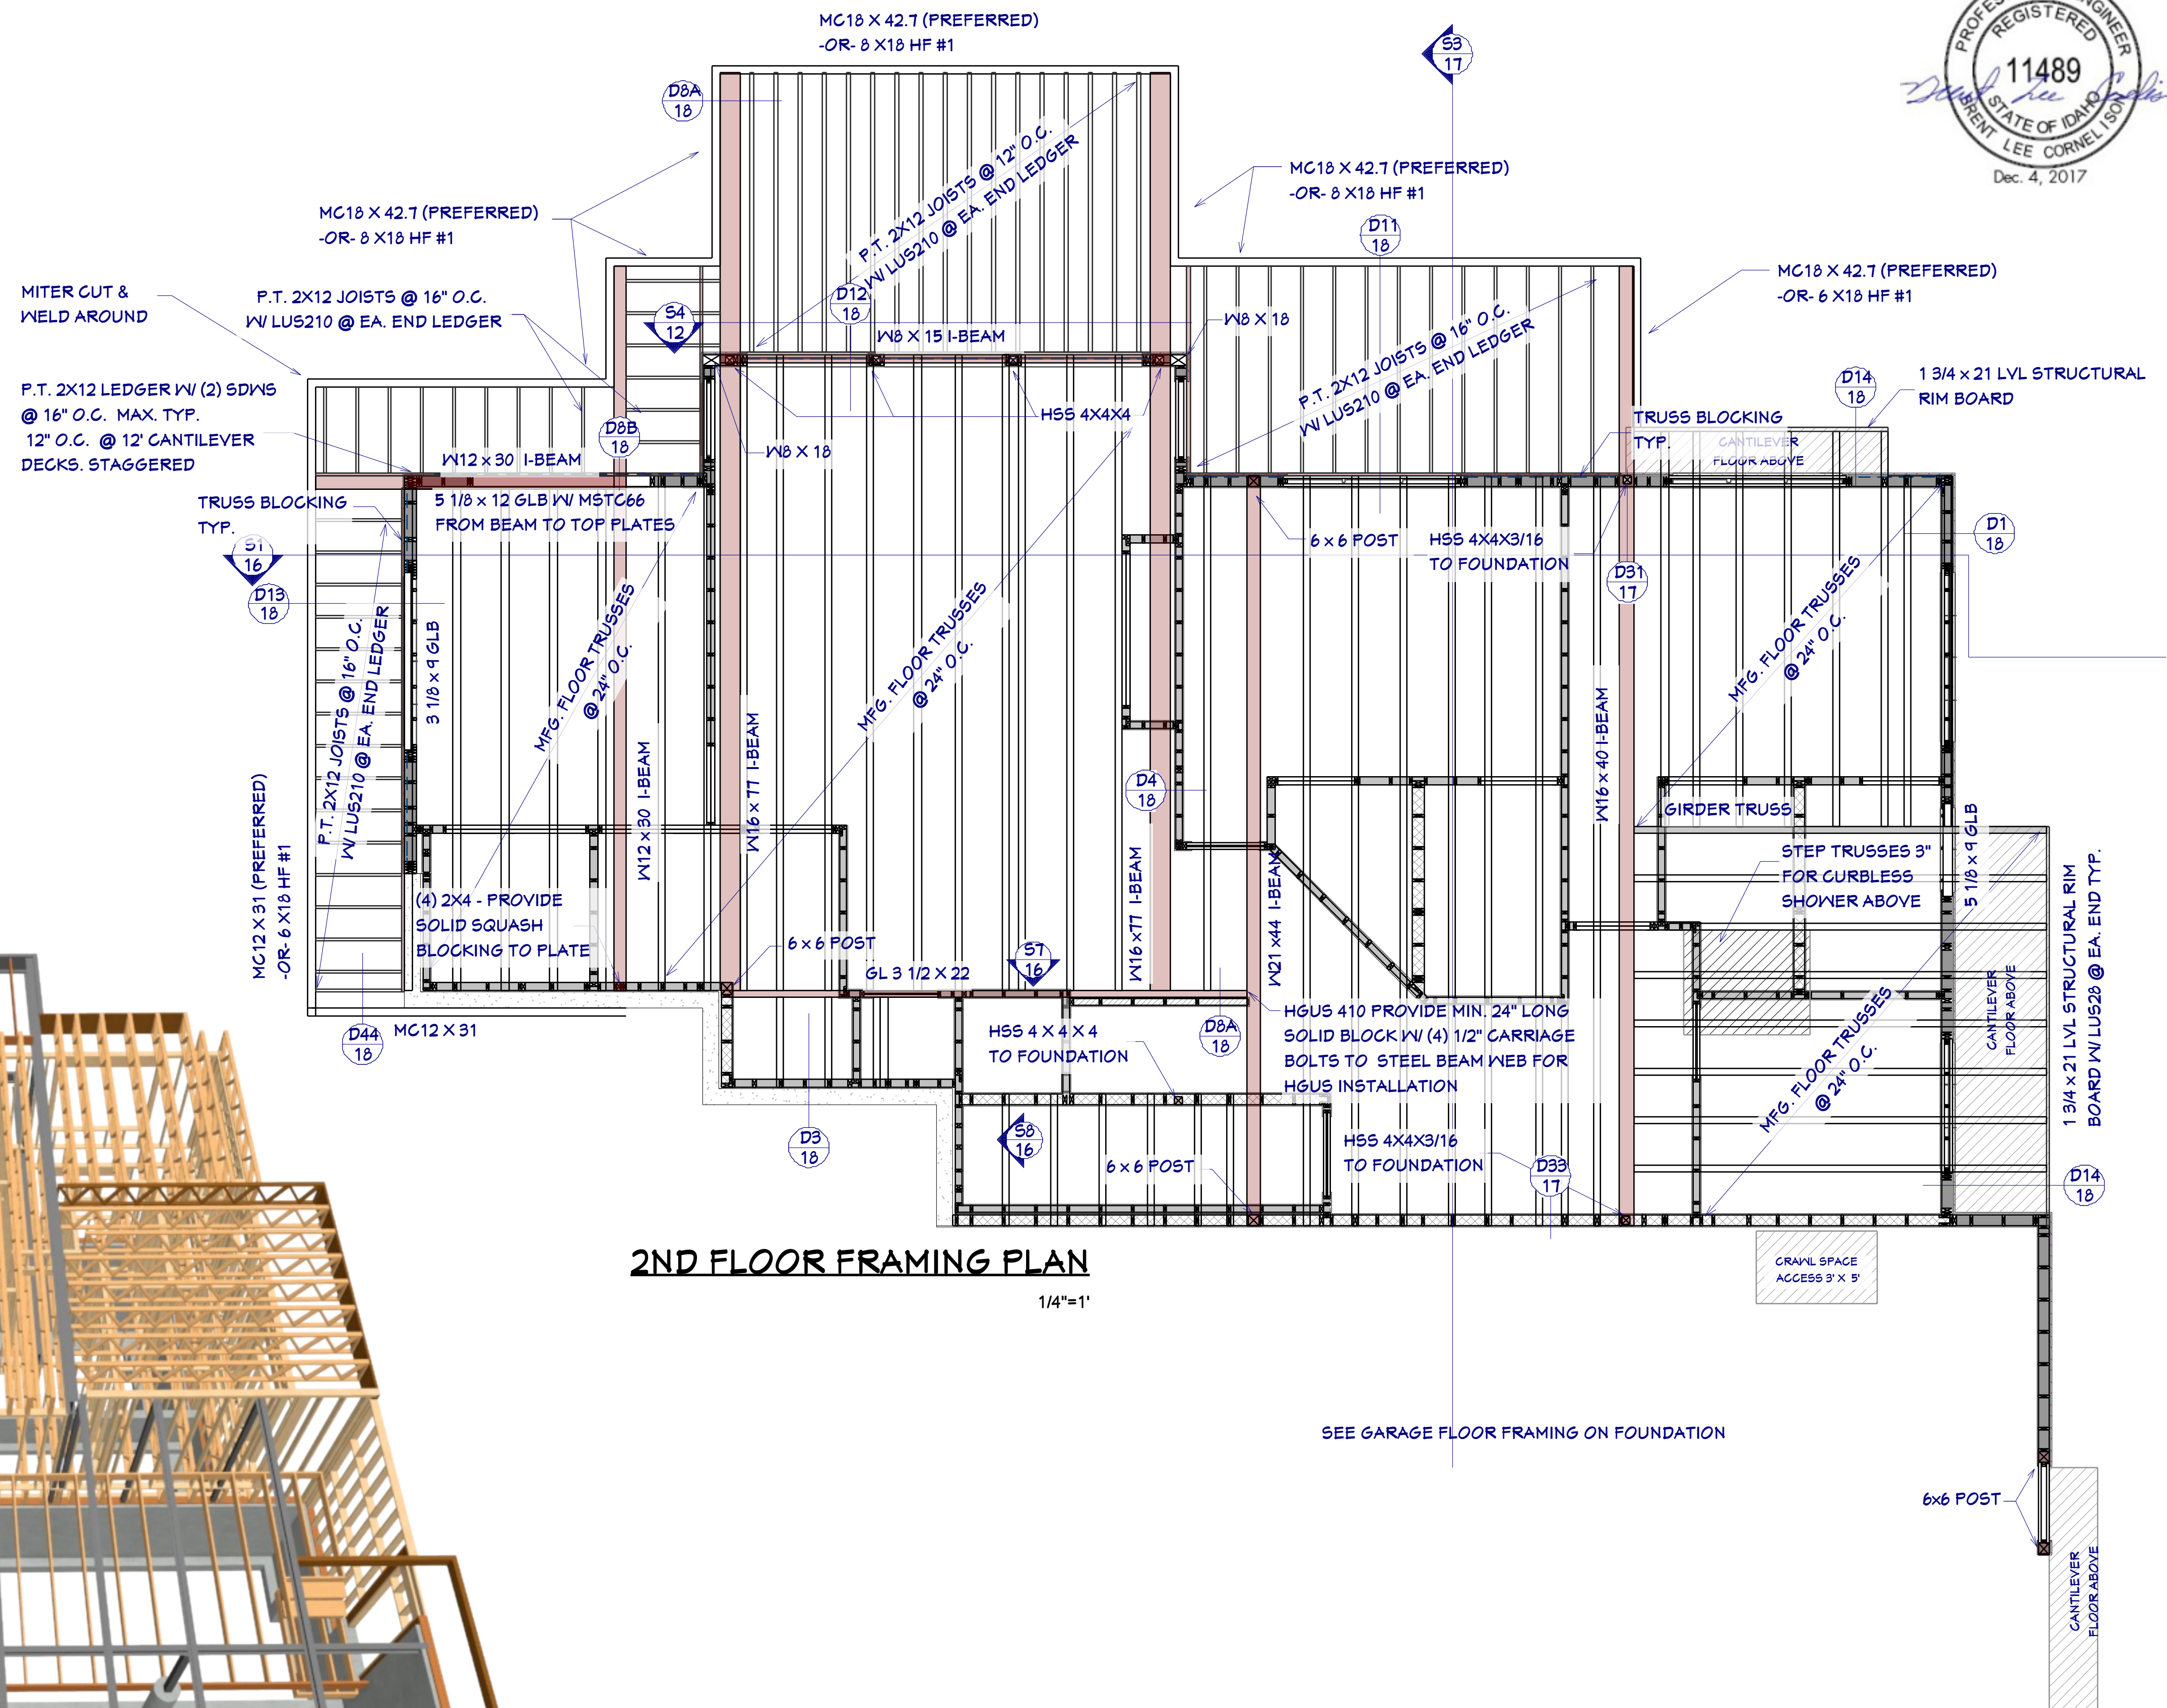 MC18 X 42.7 (PREFERRED)
-OR- 8 X18 HF #1
S3
17
REGISTERED
11489
STATE OF IDAHO
BRENT LEE CORNELISON
Dec. 4, 2017
D8A
18
MC18 X 42.7 (PREFERRED)
-OR- 8 X18 HF #1
P.T. 2X12 JOISTS @ 12" O.C.
W/ LUS210 @ EA. END LEDGER
MC18 X 42.7 (PREFERRED)
-OR- 8 X18 HF #1
D11
18
MC18 X 42.7 (PREFERRED)
-OR- 6 X18 HF #1
MITER CUT &
WELD AROUND
P.T. 2X12 JOISTS @ 16" O.C.
W/ LUS210 @ EA. END LEDGER
S4
12
D12
18
W8 X 15 I-BEAM
W8 X 18
P.T. 2X12 JOISTS @ 16" O.C.
W/ LUS210 @ EA. END LEDGER
P.T. 2X12 LEDGER W/ (2) SDWS
@ 16" O.C. MAX. TYP.
12" O.C. @ 12' CANTILEVER
DECKS. STAGGERED
D8B
18
HSS 4X4X4
W8 X 18
D14
18
1 3/4 x 21 LVL STRUCTURAL
RIM BOARD
TRUSS BLOCKING
TYP.
CANTILEVER
FLOOR ABOVE
W12 x 30 I-BEAM
TRUSS BLOCKING
TYP.
5 1/8 x 12 GLB W/ MSTC66
FROM BEAM TO TOP PLATES
S1
16
D13
18
6 x 6 POST
HSS 4X4X3/16
TO FOUNDATION
D31
17
D1
18
P.T. 2X12 JOISTS @ 16" O.C.
W/ LUS210 @ EA. END LEDGER
3 1/8 x 9 GLB
MFG. FLOOR TRUSSES
@ 24" O.C.
MFG. FLOOR TRUSSES
@ 24" O.C.
MFG. FLOOR TRUSSES
@ 24" O.C.
W12 x 30 I-BEAM
W16 x 77 I-BEAM
D4
18
W16 x 40 I-BEAM
GIRDER TRUSS
5 1/8 x 9 GLB
MC12 X 31 (PREFERRED)
-OR- 6 X18 HF #1
W16 x77 I-BEAM
W21 x44 I-BEAM
STEP TRUSSES 3"
FOR CURBLESS
SHOWER ABOVE
1 3/4 x 21 LVL STRUCTURAL RIM
BOARD W/ LUS28 @ EA. END TYP.
(4) 2X4 - PROVIDE
SOLID SQUASH
BLOCKING TO PLATE
6 x 6 POST
GL 3 1/2 X 22
S7
16
CANTILEVER
FLOOR ABOVE
HGUS 410 PROVIDE MIN. 24" LONG
SOLID BLOCK W/ (4) 1/2" CARRIAGE
BOLTS TO STEEL BEAM WEB FOR
HGUS INSTALLATION
D44
18
MC12 X 31
HSS 4 X 4 X 4
TO FOUNDATION
D8A
18
MFG. FLOOR TRUSSES
@ 24" O.C.
D3
18
S8
16
6 x 6 POST
HSS 4X4X3/16
TO FOUNDATION
D33
17
D14
18
2ND FLOOR FRAMING PLAN
1/4"=1'
CRAWL SPACE
ACCESS 3' X 5'
SEE GARAGE FLOOR FRAMING ON FOUNDATION
6x6 POST
CANTILEVER
FLOOR ABOVE